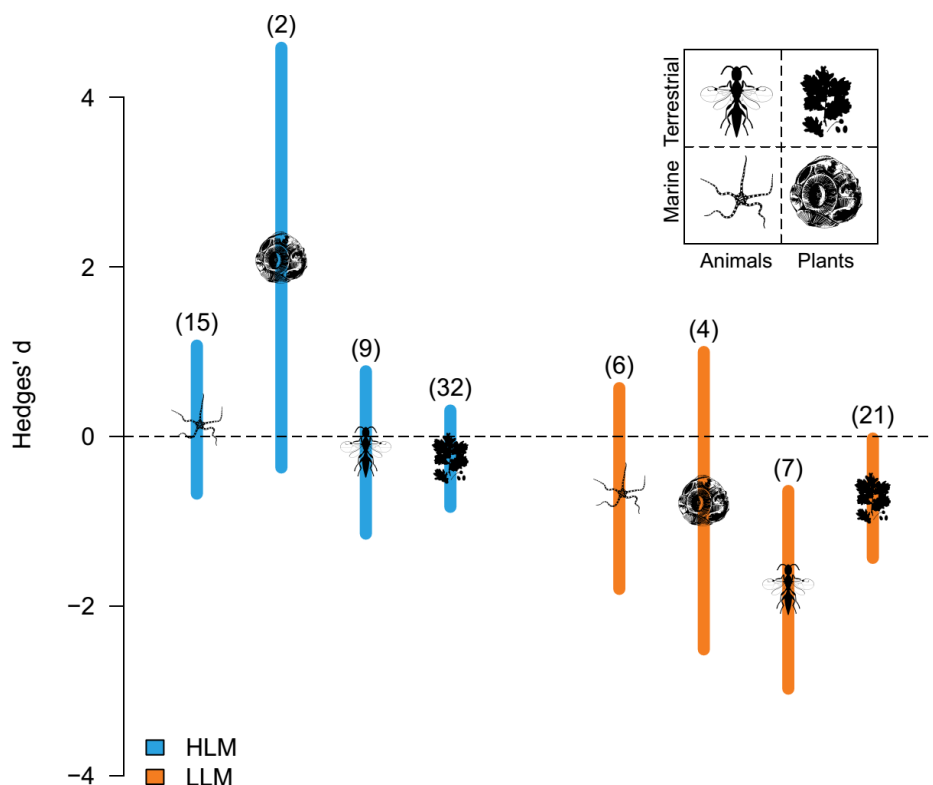 (2)
4
2
(15)
(9)
(32)
(6)
(4)
(7)
(21)
0
−2
−4
Hedges' d
Terrestrial
Marine
Animals Plants
HLM
LLM